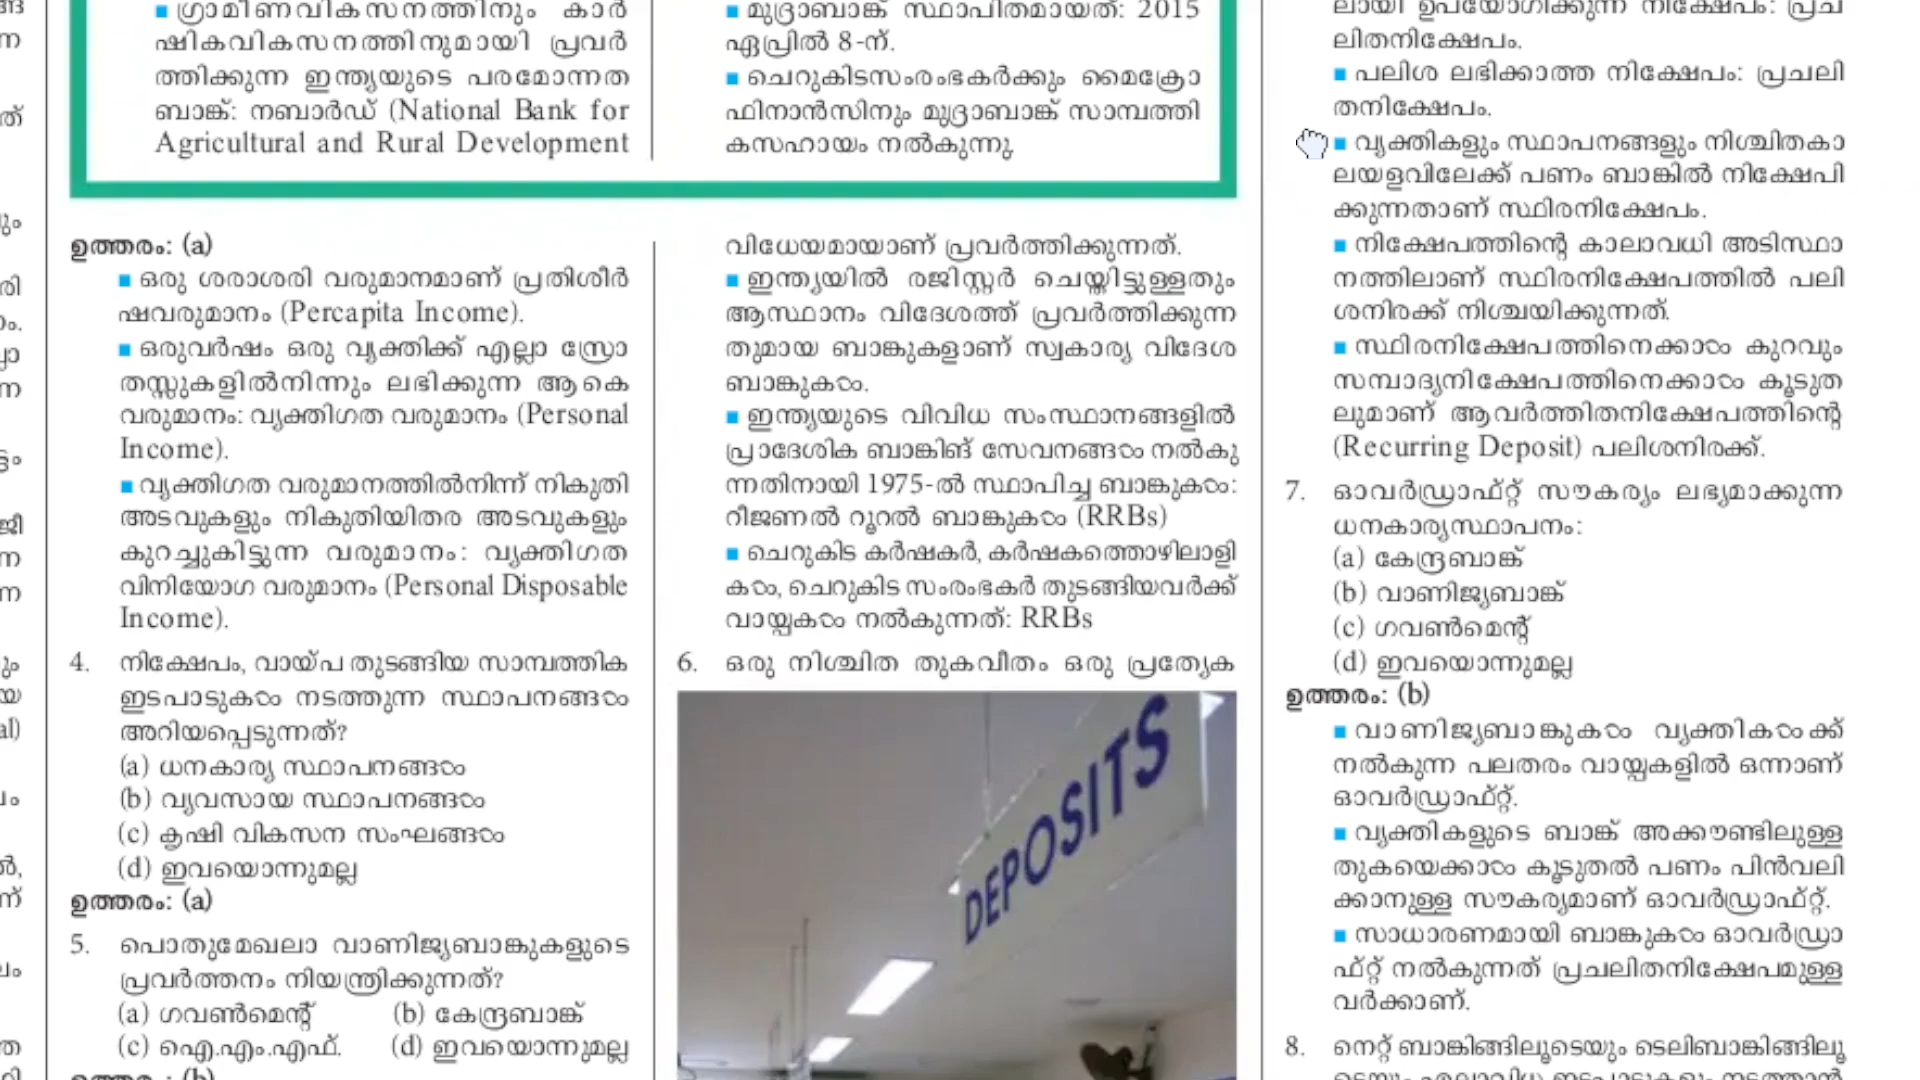 ■ ഗ്രാമീണവികസനത്തിനും കാർ
ഷികവികസനത്തിനുമായി പ്രവർ
ത്തിക്കുന്ന ഇന്ത്യയുടെ പരമോന്നത
ബാങ്ക്: നബാർഡ് (National Bank for
Agricultural and Rural Development
■ മുദ്രാബാങ്ക് സ്ഥാപിതമായത്: 2015
ഏപ്രിൽ 8-ന്.
■ ചെറുകിടസംരംഭകർക്കും മൈക്രോ
ഫിനാൻസിനും മുദ്രാബാങ്ക് സാമ്പത്തി
കസഹായം നൽകുന്നു.
ഉത്തരം: (a)
■ ഒരു ശരാശരി വരുമാനമാണ് പ്രതിശീർ
ഷവരുമാനം (Percapita Income).
■ ഒരുവർഷം ഒരു വ്യക്തിക്ക് എല്ലാ സ്രോ
തസ്സുകളിൽനിന്നും ലഭിക്കുന്ന ആകെ
വരുമാനം: വ്യക്തിഗത വരുമാനം (Personal
Income).
■ വ്യക്തിഗത വരുമാനത്തിൽനിന്ന് നികുതി
അടവുകളും നികുതിയിതര അടവുകളും
കുറച്ചുകിട്ടുന്ന വരുമാനം: വ്യക്തിഗത
വിനിയോഗ വരുമാനം (Personal Disposable
Income).
4. നിക്ഷേപം, വായ്പ തുടങ്ങിയ സാമ്പത്തിക
ഇടപാടുകൾ നടത്തുന്ന സ്ഥാപനങ്ങൾ
അറിയപ്പെടുന്നത്?
(a) ധനകാര്യ സ്ഥാപനങ്ങൾ
(b) വ്യവസായ സ്ഥാപനങ്ങൾ
(c) കൃഷി വികസന സംഘങ്ങൾ
(d) ഇവയൊന്നുമല്ല
ഉത്തരം: (a)
5. പൊതുമേഖലാ വാണിജ്യബാങ്കുകളുടെ
പ്രവർത്തനം നിയന്ത്രിക്കുന്നത്?
(a) ഗവൺമെന്റ് (b) കേന്ദ്രബാങ്ക്
(c) ഐ.എം.എഫ്. (d) ഇവയൊന്നുമല്ല
ഉത്തരം: (b)
വിധേയമായാണ് പ്രവർത്തിക്കുന്നത്.
■ ഇന്ത്യയിൽ രജിസ്റ്റർ ചെയ്തിട്ടുള്ളതും
ആസ്ഥാനം വിദേശത്ത് പ്രവർത്തിക്കുന്ന
തുമായ ബാങ്കുകളാണ് സ്വകാര്യ വിദേശ
ബാങ്കുകൾ.
■ ഇന്ത്യയുടെ വിവിധ സംസ്ഥാനങ്ങളിൽ
പ്രാദേശിക ബാങ്കിങ് സേവനങ്ങൾ നൽകു
ന്നതിനായി 1975-ൽ സ്ഥാപിച്ച ബാങ്കുകൾ:
റീജണൽ റൂറൽ ബാങ്കുകൾ (RRBs)
■ ചെറുകിട കർഷകർ, കർഷകത്തൊഴിലാളി
കൾ, ചെറുകിട സംരംഭകർ തുടങ്ങിയവർക്ക്
വായ്പകൾ നൽകുന്നത്: RRBs
6. ഒരു നിശ്ചിത തുകവീതം ഒരു പ്രത്യേക
DEPOSITS
ലായി ഉപയോഗിക്കുന്ന നിക്ഷേപം: പ്രച
ലിതനിക്ഷേപം.
■ പലിശ ലഭിക്കാത്ത നിക്ഷേപം: പ്രചലി
തനിക്ഷേപം.
■ വ്യക്തികളും സ്ഥാപനങ്ങളും നിശ്ചിതകാ
ലയളവിലേക്ക് പണം ബാങ്കിൽ നിക്ഷേപി
ക്കുന്നതാണ് സ്ഥിരനിക്ഷേപം.
■ നിക്ഷേപത്തിന്റെ കാലാവധി അടിസ്ഥാ
നത്തിലാണ് സ്ഥിരനിക്ഷേപത്തിൽ പലി
ശനിരക്ക് നിശ്ചയിക്കുന്നത്.
■ സ്ഥിരനിക്ഷേപത്തിനെക്കാൾ കുറവും
സമ്പാദ്യനിക്ഷേപത്തിനെക്കാൾ കൂടുത
ലുമാണ് ആവർത്തിതനിക്ഷേപത്തിന്റെ
(Recurring Deposit) പലിശനിരക്ക്.
7. ഓവർഡ്രാഫ്റ്റ് സൗകര്യം ലഭ്യമാക്കുന്ന
ധനകാര്യസ്ഥാപനം:
(a) കേന്ദ്രബാങ്ക്
(b) വാണിജ്യബാങ്ക്
(c) ഗവൺമെന്റ്
(d) ഇവയൊന്നുമല്ല
ഉത്തരം: (b)
■ വാണിജ്യബാങ്കുകൾ വ്യക്തികൾക്ക്
നൽകുന്ന പലതരം വായ്പകളിൽ ഒന്നാണ്
ഓവർഡ്രാഫ്റ്റ്.
■ വ്യക്തികളുടെ ബാങ്ക് അക്കൗണ്ടിലുള്ള
തുകയെക്കാൾ കൂടുതൽ പണം പിൻവലി
ക്കാനുള്ള സൗകര്യമാണ് ഓവർഡ്രാഫ്റ്റ്.
■ സാധാരണമായി ബാങ്കുകൾ ഓവർഡ്രാ
ഫ്റ്റ് നൽകുന്നത് പ്രചലിതനിക്ഷേപമുള്ള
വർക്കാണ്.
8. നെറ്റ് ബാങ്കിങ്ങിലൂടെയും ടെലിബാങ്കിങ്ങിലൂ
ടെയും എല്ലാവിധ ഇടപാടുകളും നടത്താൻ